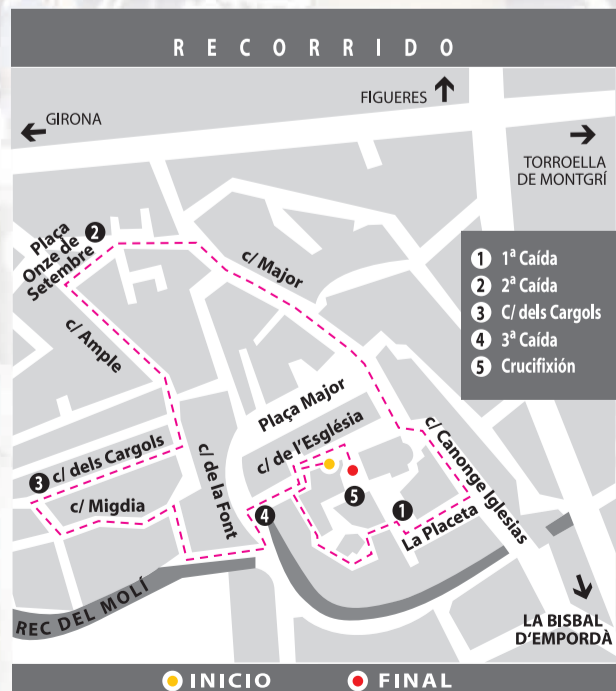 RECORRIDO
FIGUERES
GIRONA
TORROELLA
DE MONTGRÍ
Plaça
Onze de
Setembre
2
c/ Major
1 1ª Caída
2 2ª Caída
3 C/ dels Cargols
4 3ª Caída
5 Crucifixión
c/ Ample
Plaça Major
c/ de l'Església
c/ Canonge Iglesias
c/ de la Font
3
c/ dels Cargols
c/ Migdia
5
4
1
La Placeta
REC DEL MOLÍ
LA BISBAL
D'EMPORDÀ
INICIO
FINAL